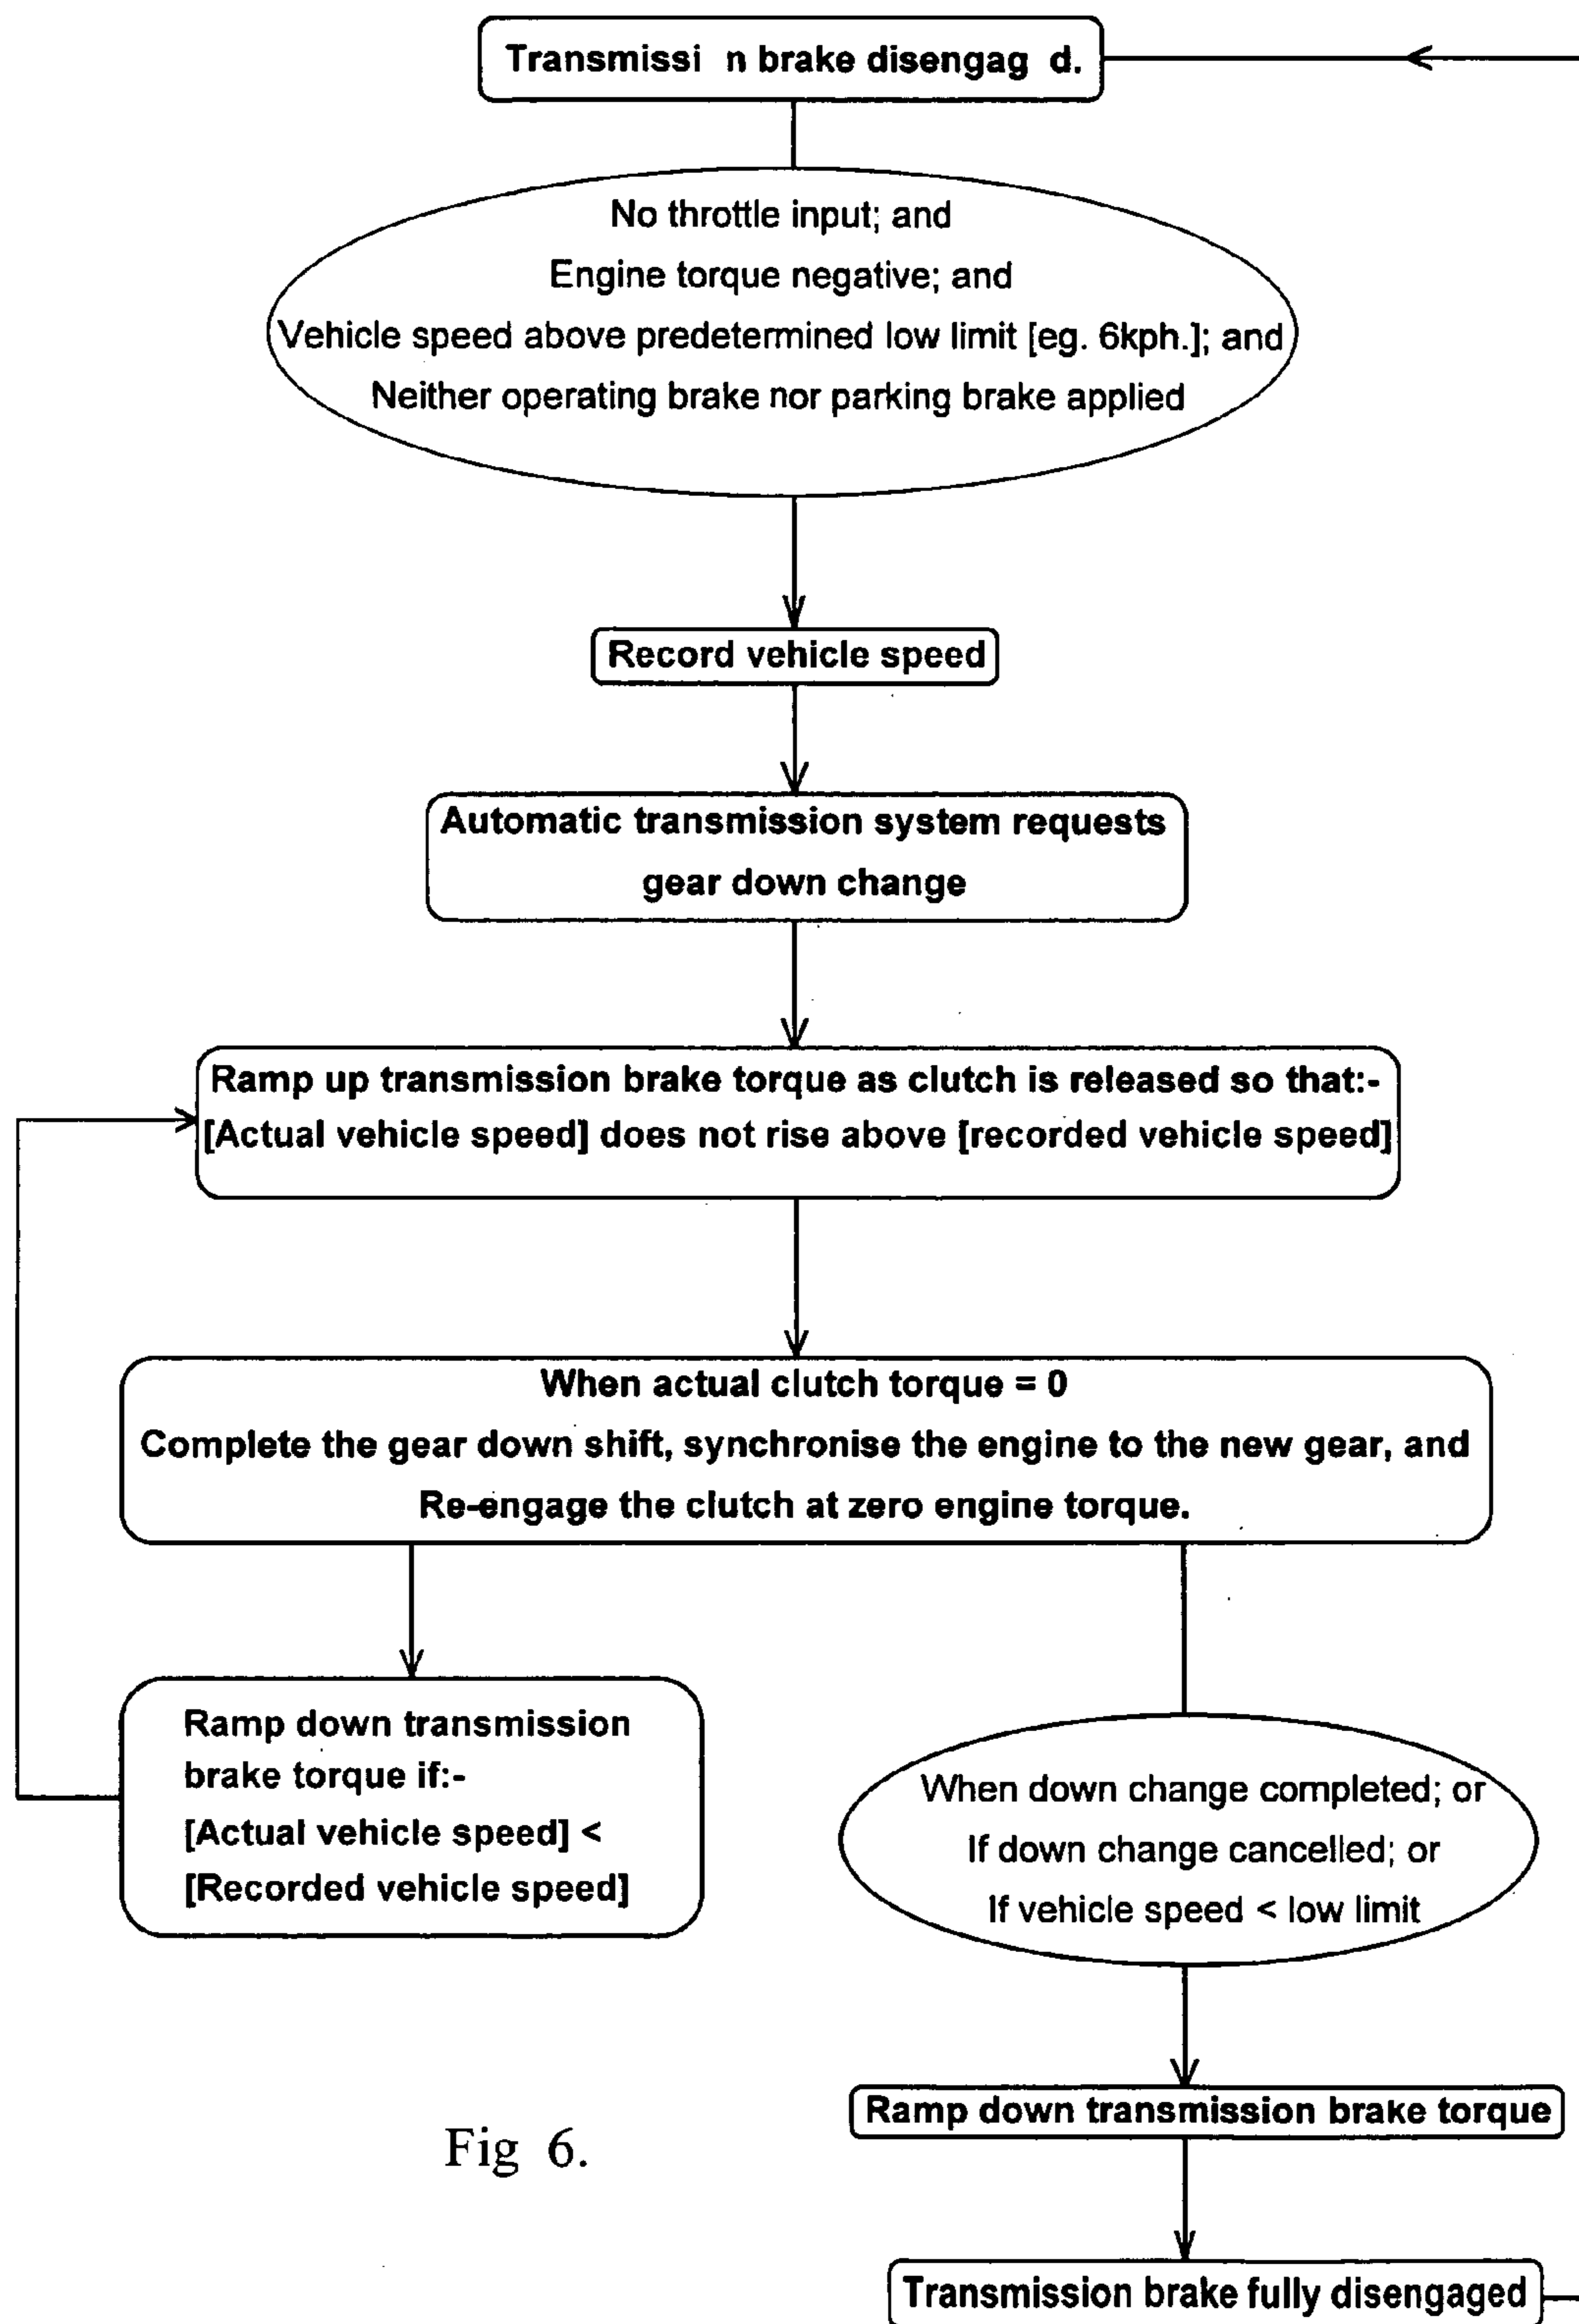 Transmissi n brake disengag d.
No throttle input; and
Engine torque negative; and
Vehicle speed above predetermined low limit [eg. 6kph.]; and
Neither operating brake nor parking brake applied
Record vehicle speed
Automatic transmission system requests
gear down change
Ramp up transmission brake torque as clutch is released so that:-
[Actual vehicle speed] does not rise above [recorded vehicle speed]
When actual clutch torque = 0
Complete the gear down shift, synchronise the engine to the new gear, and
Re-engage the clutch at zero engine torque.
Ramp down transmission
brake torque if:-
[Actual vehicle speed] <
[Recorded vehicle speed]
When down change completed; or
If down change cancelled; or
If vehicle speed < low limit
Ramp down transmission brake torque
Transmission brake fully disengaged
Fig 6.